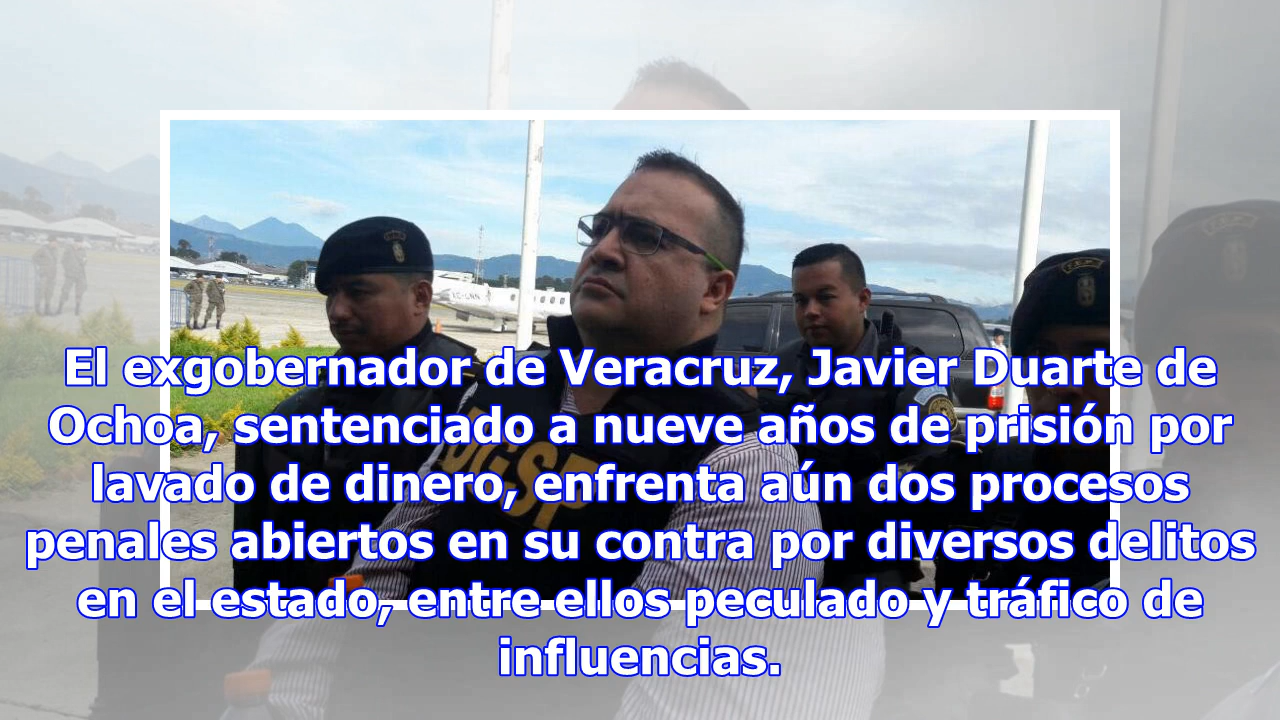 El exgobernador de Veracruz, Javier Duarte de
Ochoa, sentenciado a nueve años de prisión por
lavado de dinero, enfrenta aún dos procesos
penales abiertos en su contra por diversos delitos
en el estado, entre ellos peculado y tráfico de
influencias.